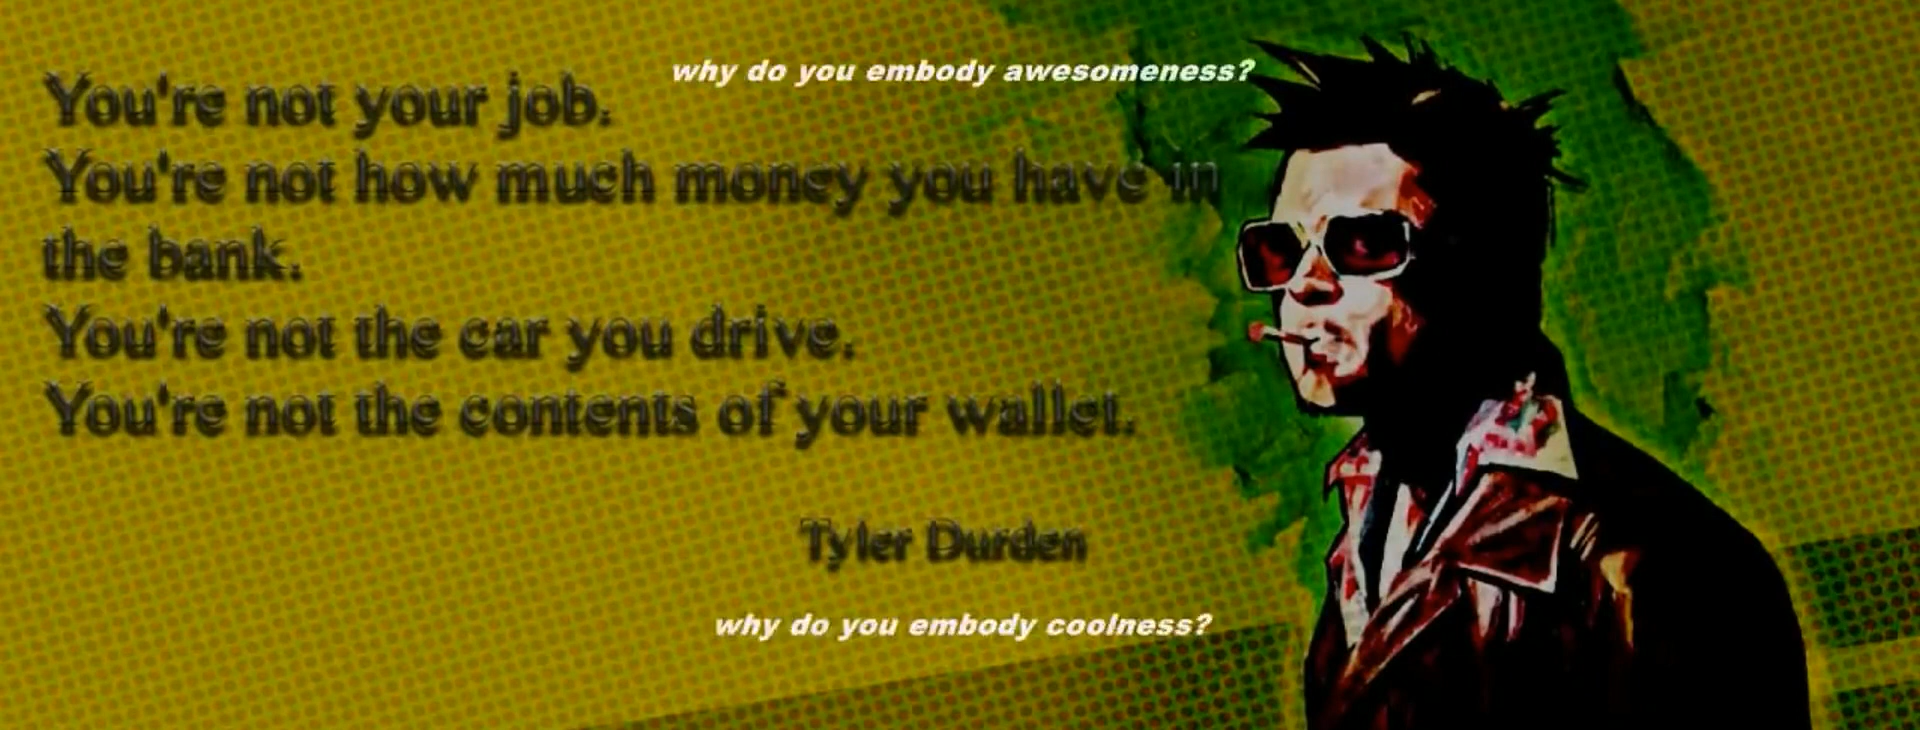 why do you embody awesomeness?
You're not your job.
You're not how much money you have in
the bank.
You're not the car you drive.
You're not the contents of your wallet.
Tyler Durden
why do you embody coolness?